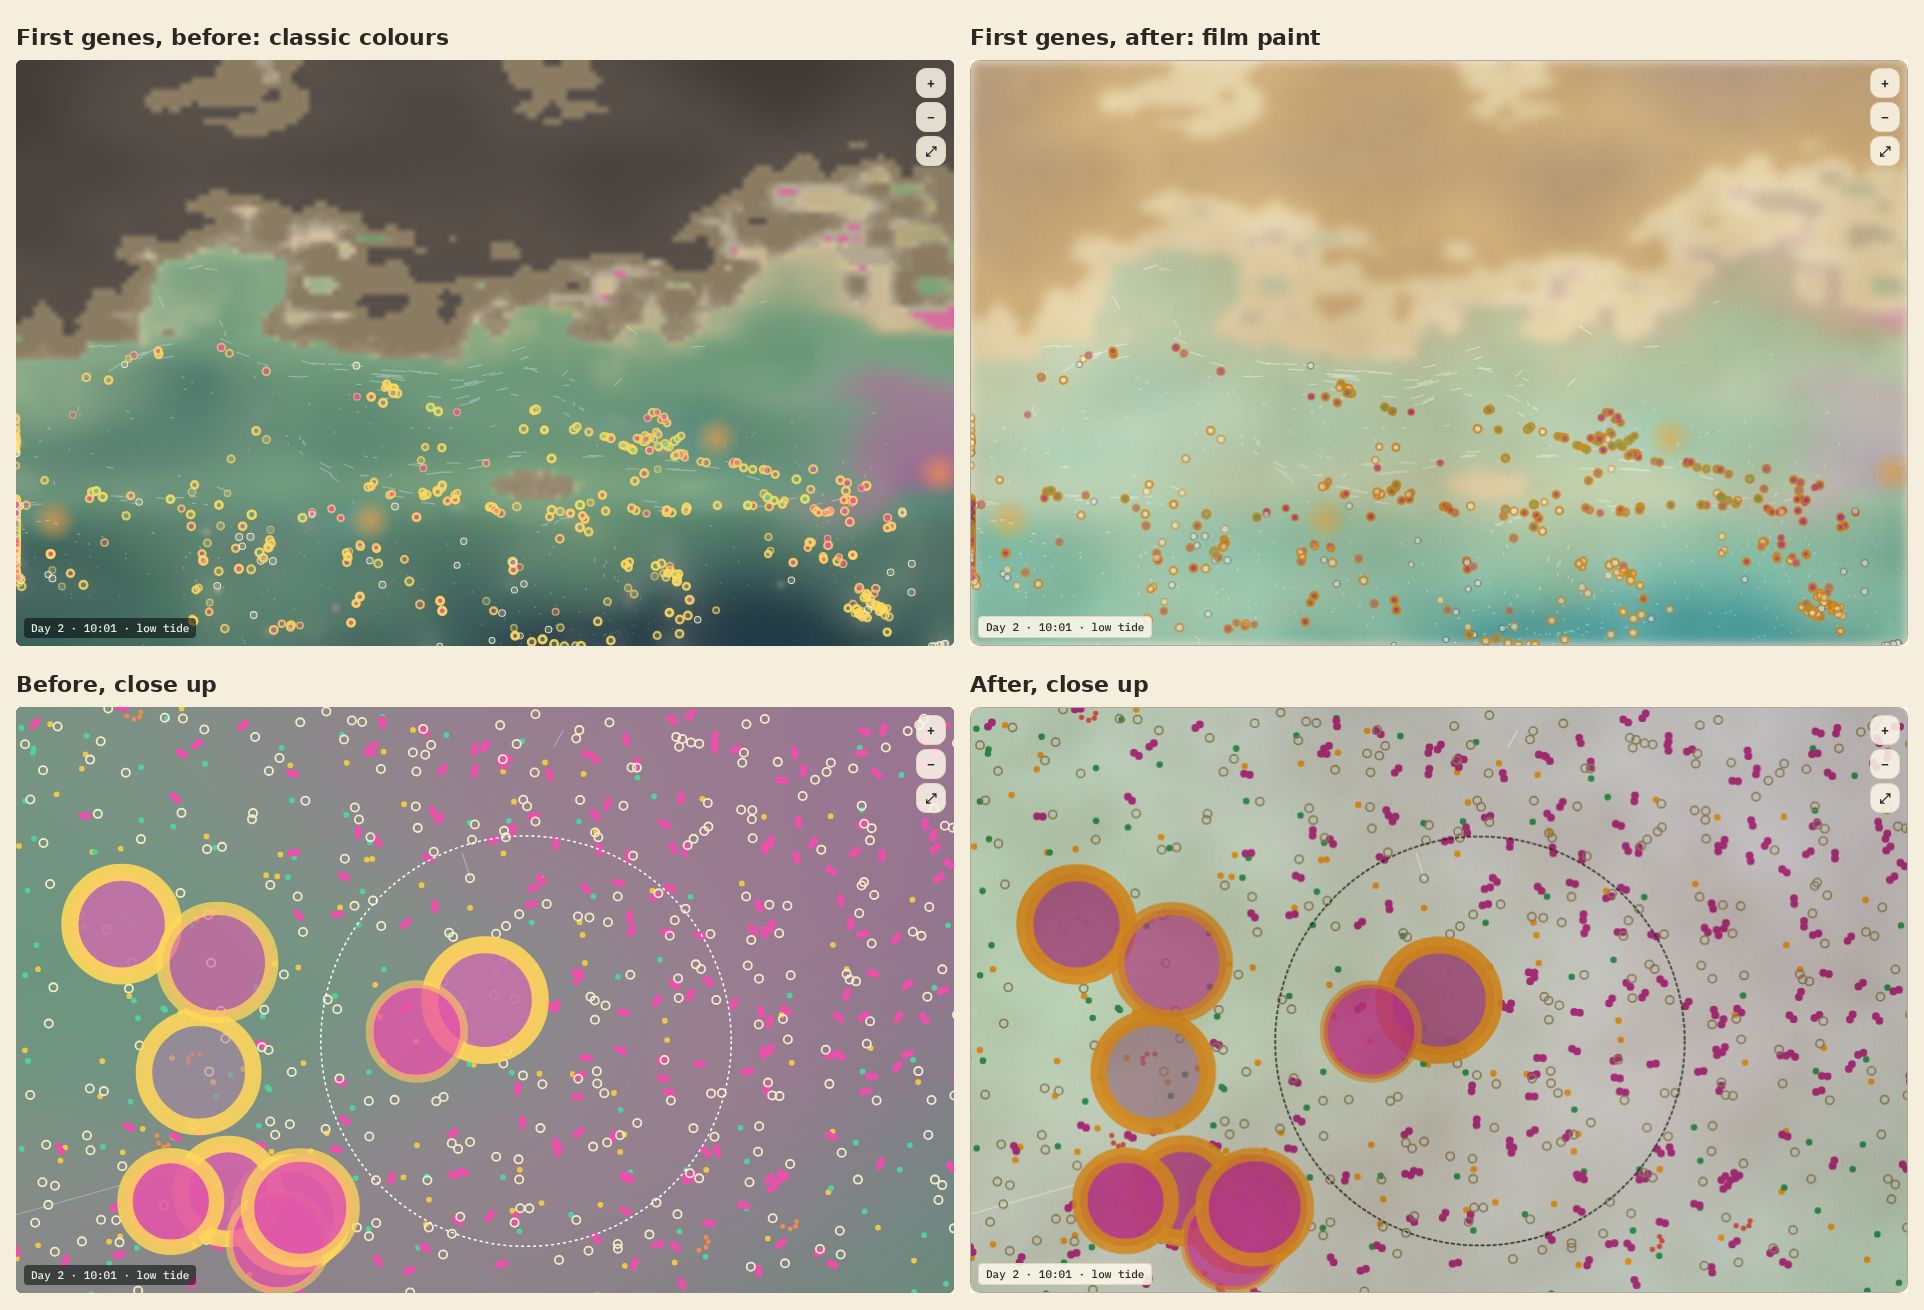 First genes, before: classic colours
First genes, after: film paint
+
−
⤢
+
−
⤢
Day 2 · 10:01 · low tide
Day 2 · 10:01 · low tide
Before, close up
After, close up
+
−
⤢
+
−
⤢
Day 2 · 10:01 · low tide
Day 2 · 10:01 · low tide